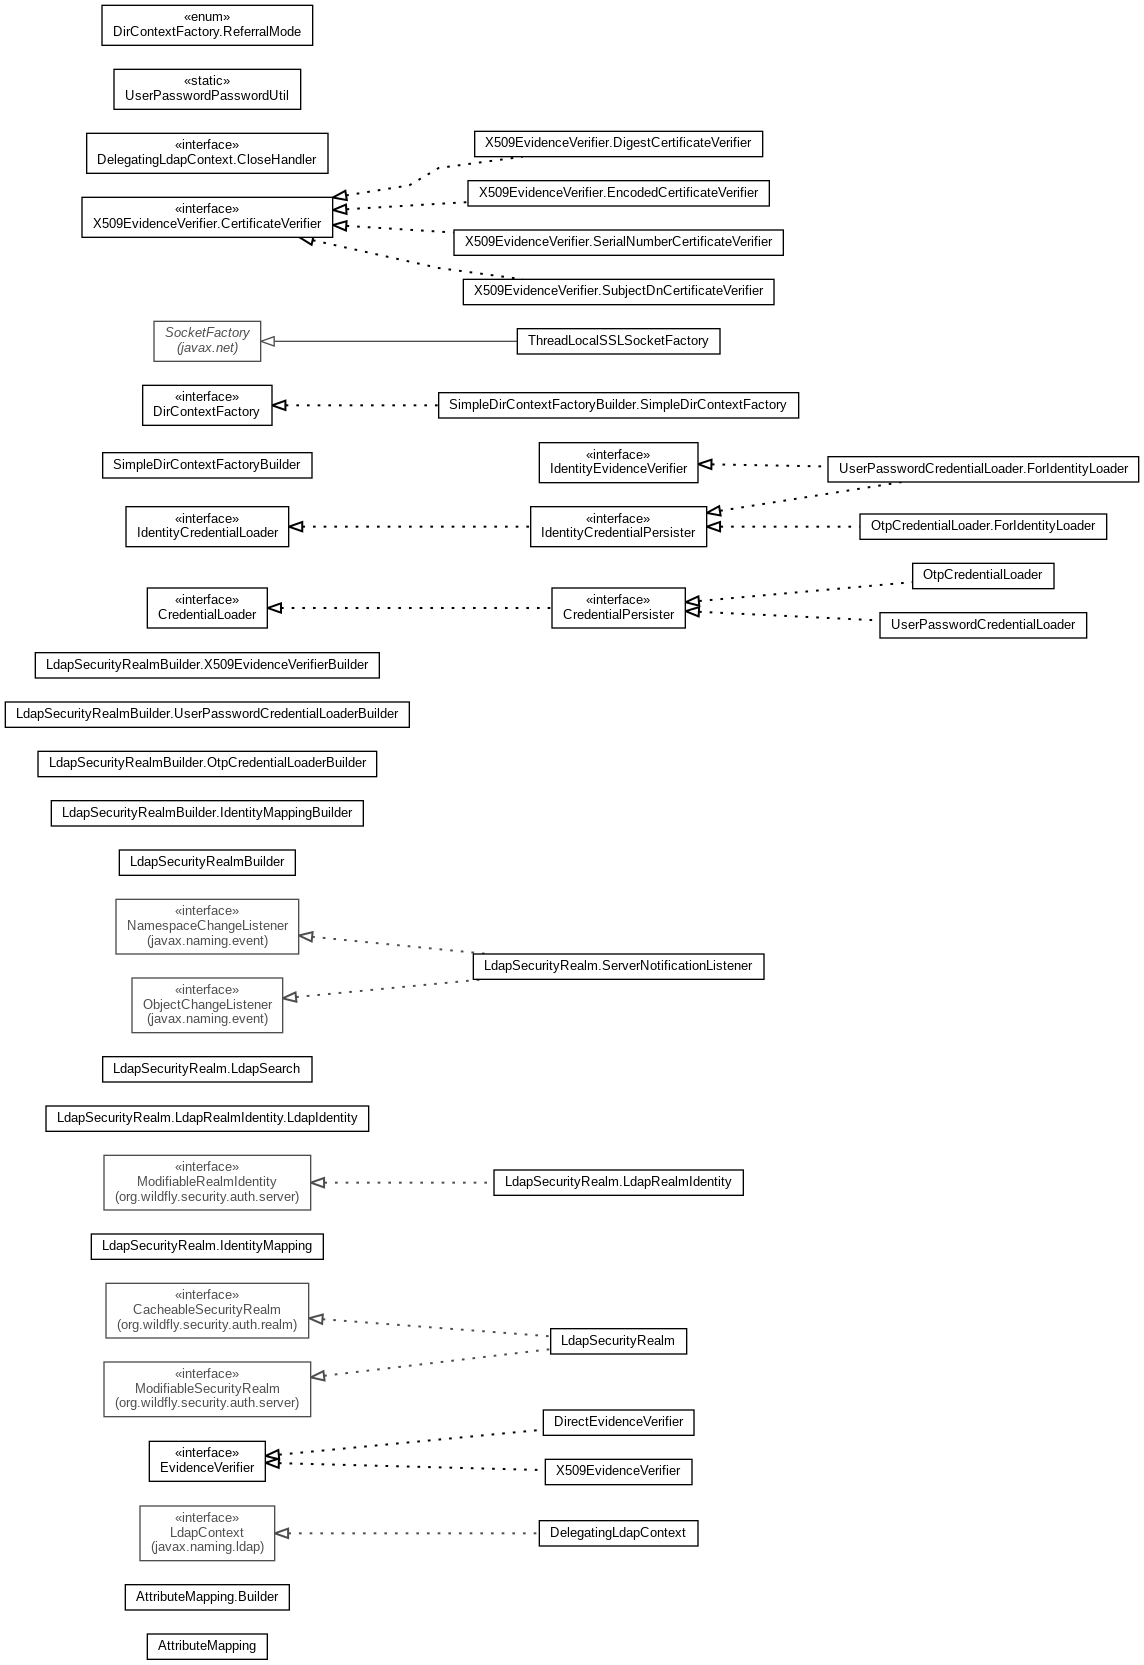 «enum»
DirContextFactory.ReferralMode
«static»
UserPasswordPasswordUtil
«interface»
DelegatingLdapContext.CloseHandler
X509EvidenceVerifier.DigestCertificateVerifier
X509EvidenceVerifier.EncodedCertificateVerifier
«interface»
X509EvidenceVerifier.CertificateVerifier
X509EvidenceVerifier.SerialNumberCertificateVerifier
X509EvidenceVerifier.SubjectDnCertificateVerifier
SocketFactory
(javax.net)
ThreadLocalSSLSocketFactory
«interface»
DirContextFactory
SimpleDirContextFactoryBuilder.SimpleDirContextFactory
SimpleDirContextFactoryBuilder
«interface»
IdentityEvidenceVerifier
UserPasswordCredentialLoader.ForIdentityLoader
«interface»
IdentityCredentialLoader
«interface»
IdentityCredentialPersister
OtpCredentialLoader.ForIdentityLoader
OtpCredentialLoader
«interface»
CredentialLoader
«interface»
CredentialPersister
UserPasswordCredentialLoader
LdapSecurityRealmBuilder.X509EvidenceVerifierBuilder
LdapSecurityRealmBuilder.UserPasswordCredentialLoaderBuilder
LdapSecurityRealmBuilder.OtpCredentialLoaderBuilder
LdapSecurityRealmBuilder.IdentityMappingBuilder
LdapSecurityRealmBuilder
«interface»
NamespaceChangeListener
(javax.naming.event)
LdapSecurityRealm.ServerNotificationListener
«interface»
ObjectChangeListener
(javax.naming.event)
LdapSecurityRealm.LdapSearch
LdapSecurityRealm.LdapRealmIdentity.LdapIdentity
«interface»
ModifiableRealmIdentity
(org.wildfly.security.auth.server)
LdapSecurityRealm.LdapRealmIdentity
LdapSecurityRealm.IdentityMapping
«interface»
CacheableSecurityRealm
(org.wildfly.security.auth.realm)
LdapSecurityRealm
«interface»
ModifiableSecurityRealm
(org.wildfly.security.auth.server)
DirectEvidenceVerifier
«interface»
EvidenceVerifier
X509EvidenceVerifier
«interface»
LdapContext
(javax.naming.ldap)
DelegatingLdapContext
AttributeMapping.Builder
AttributeMapping